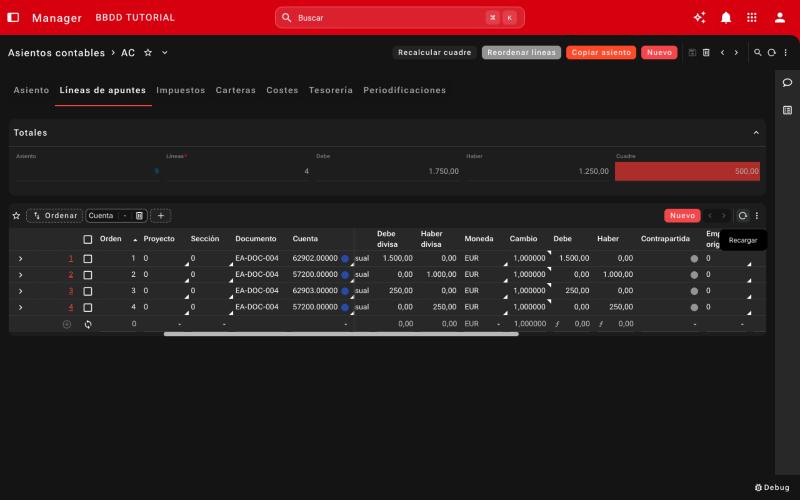 Manager BBDD TUTORIAL Buscar ⌘ K
Asientos contables > AC Recalcular cuadre Reordenar líneas Copiar asiento Nuevo
Asiento Líneas de apuntes Impuestos Carteras Costes Tesorería Periodificaciones
Totales
Asiento Líneas* Debe Haber Cuadre
9 4 1.750,00 1.250,00 500,00
Ordenar Cuenta - Nuevo
Orden Proyecto Sección Documento Cuenta Debe divisa Haber divisa Moneda Cambio Debe Haber Contrapartida Emp orig
Recargar
1 1 0 0 EA-DOC-004 62902.00000 sual 1.500,00 0,00 EUR 1,000000 1.500,00 0,00 0
2 2 0 0 EA-DOC-004 57200.00000 sual 0,00 1.000,00 EUR 1,000000 0,00 1.000,00 0
3 3 0 0 EA-DOC-004 62903.00000 sual 250,00 0,00 EUR 1,000000 250,00 0,00 0
4 4 0 0 EA-DOC-004 57200.00000 sual 0,00 250,00 EUR 1,000000 0,00 250,00 0
0 - - - 0,00 0,00 EUR - 1,000000 ƒ 0,00 ƒ 0,00 - -
Debug